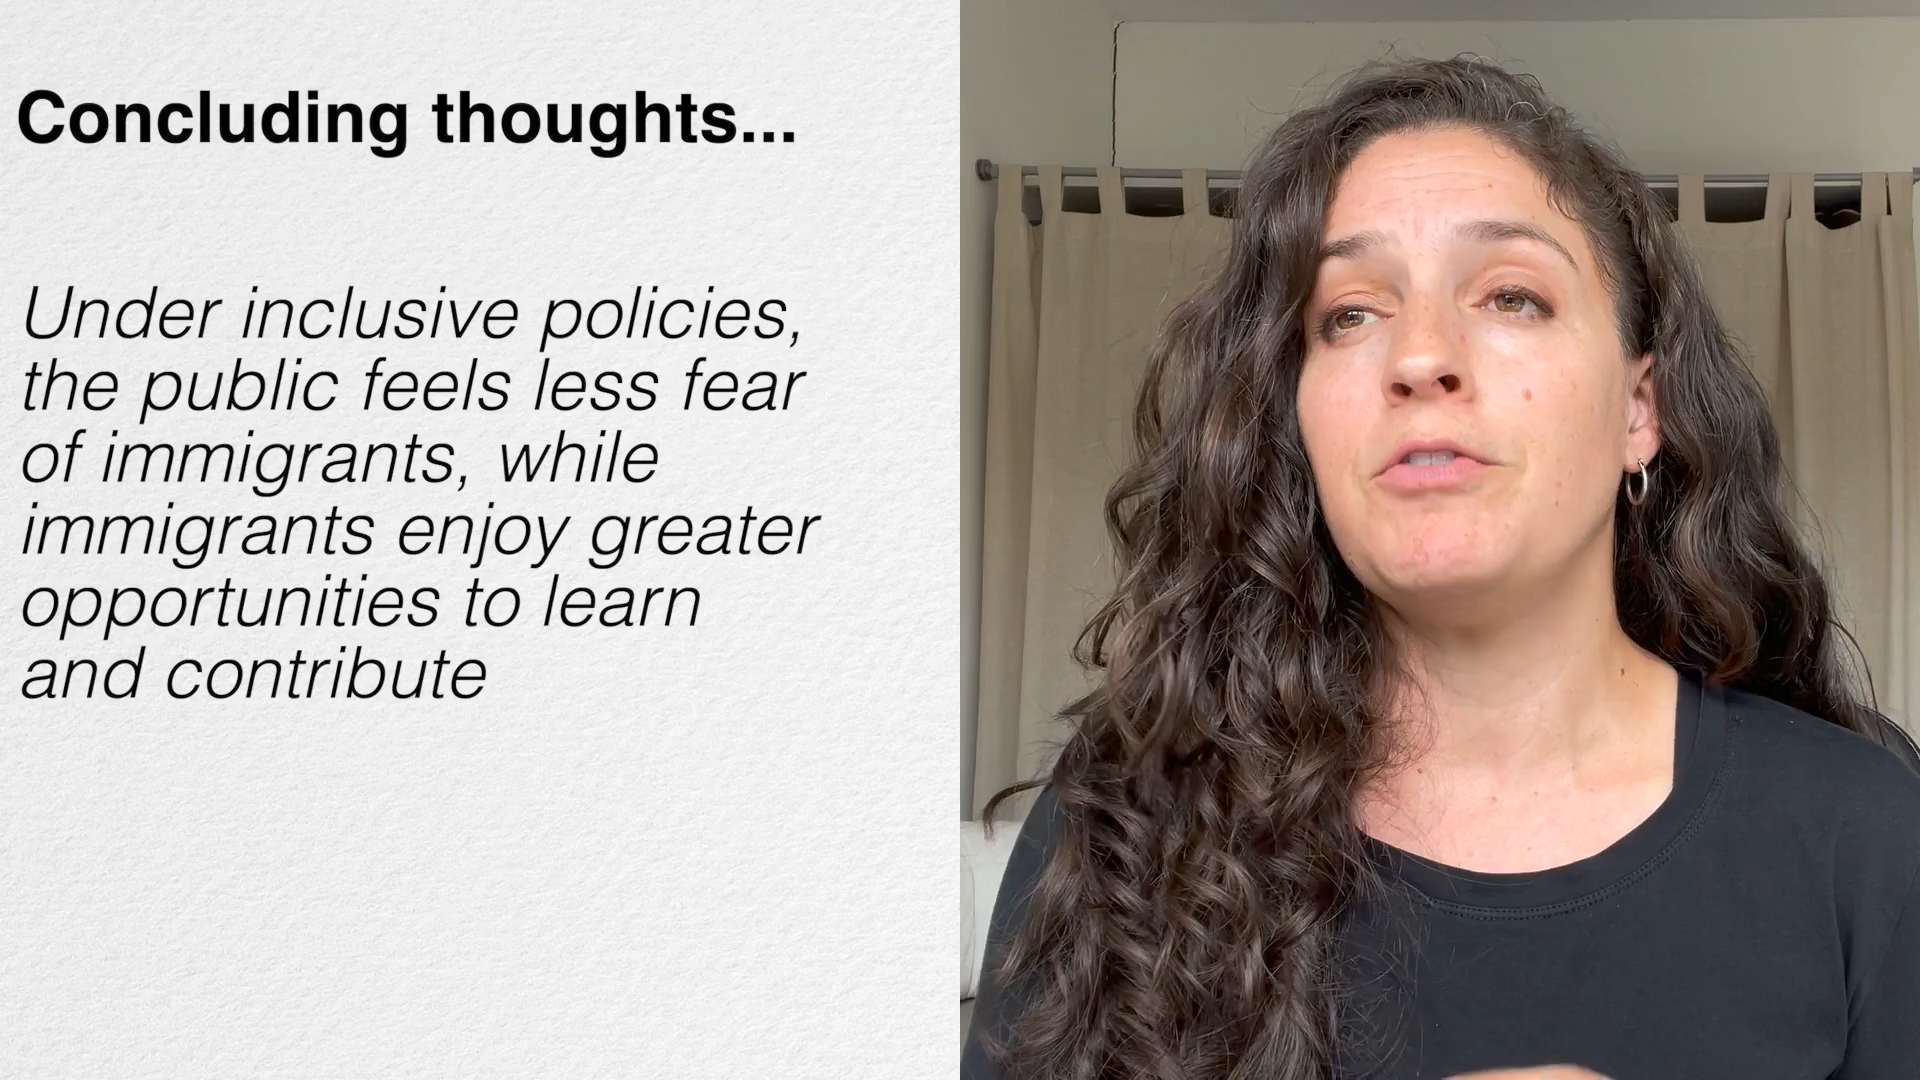 Concluding thoughts...
Under inclusive policies,
the public feels less fear
of immigrants, while
immigrants enjoy greater
opportunities to learn
and contribute